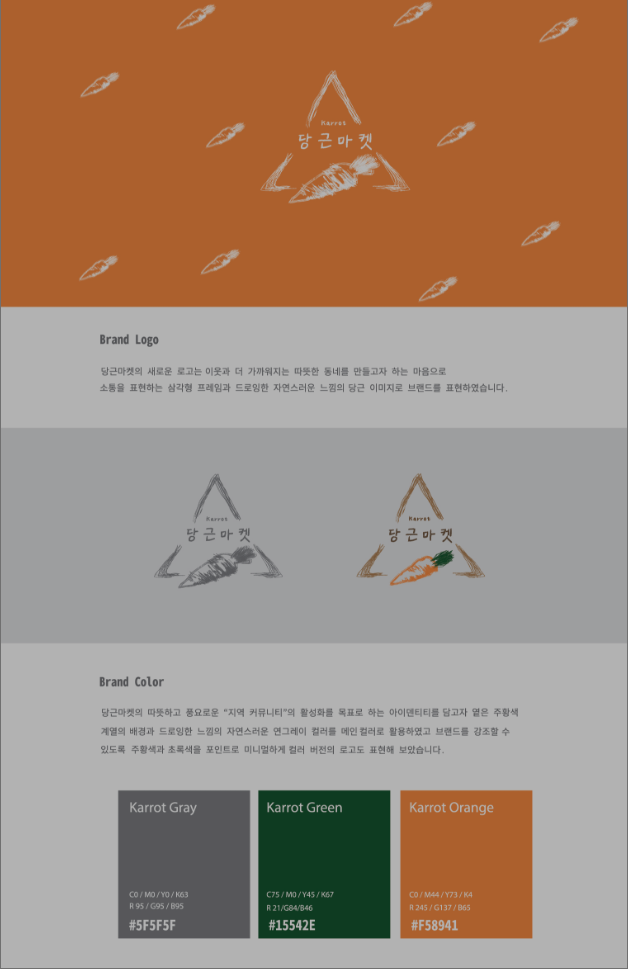 Karrot
당근마켓
Brand Logo
당근마켓의 새로운 로고는 이웃과 더 가까워지는 따뜻한 동네를 만들고자 하는 마음으로
소통을 표현하는 삼각형 프레임과 드로잉한 자연스러운 느낌의 당근 이미지로 브랜드를 표현하였습니다.
Karrot
당근마켓
Karrot
당근마켓
Brand Color
당근마켓의 따뜻하고 풍요로운 "지역 커뮤니티"의 활성화를 목표로 하는 아이덴티티를 담고자 옅은 주황색
계열의 배경과 드로잉한 느낌의 자연스러운 연그레이 컬러를 메인 컬러로 활용하였고 브랜드를 강조할 수
있도록 주황색과 초록색을 포인트로 미니멀하게 컬러 버전의 로고도 표현해 보았습니다.
Karrot Gray
C0 / M0 / Y0 / K63
R 95 / G95 / B95
#5F5F5F
Karrot Green
C75 / M0 / Y45 / K67
R 21/G84/B46
#15542E
Karrot Orange
C0 / M44 / Y73 / K4
R 245 / G137 / B65
#F58941